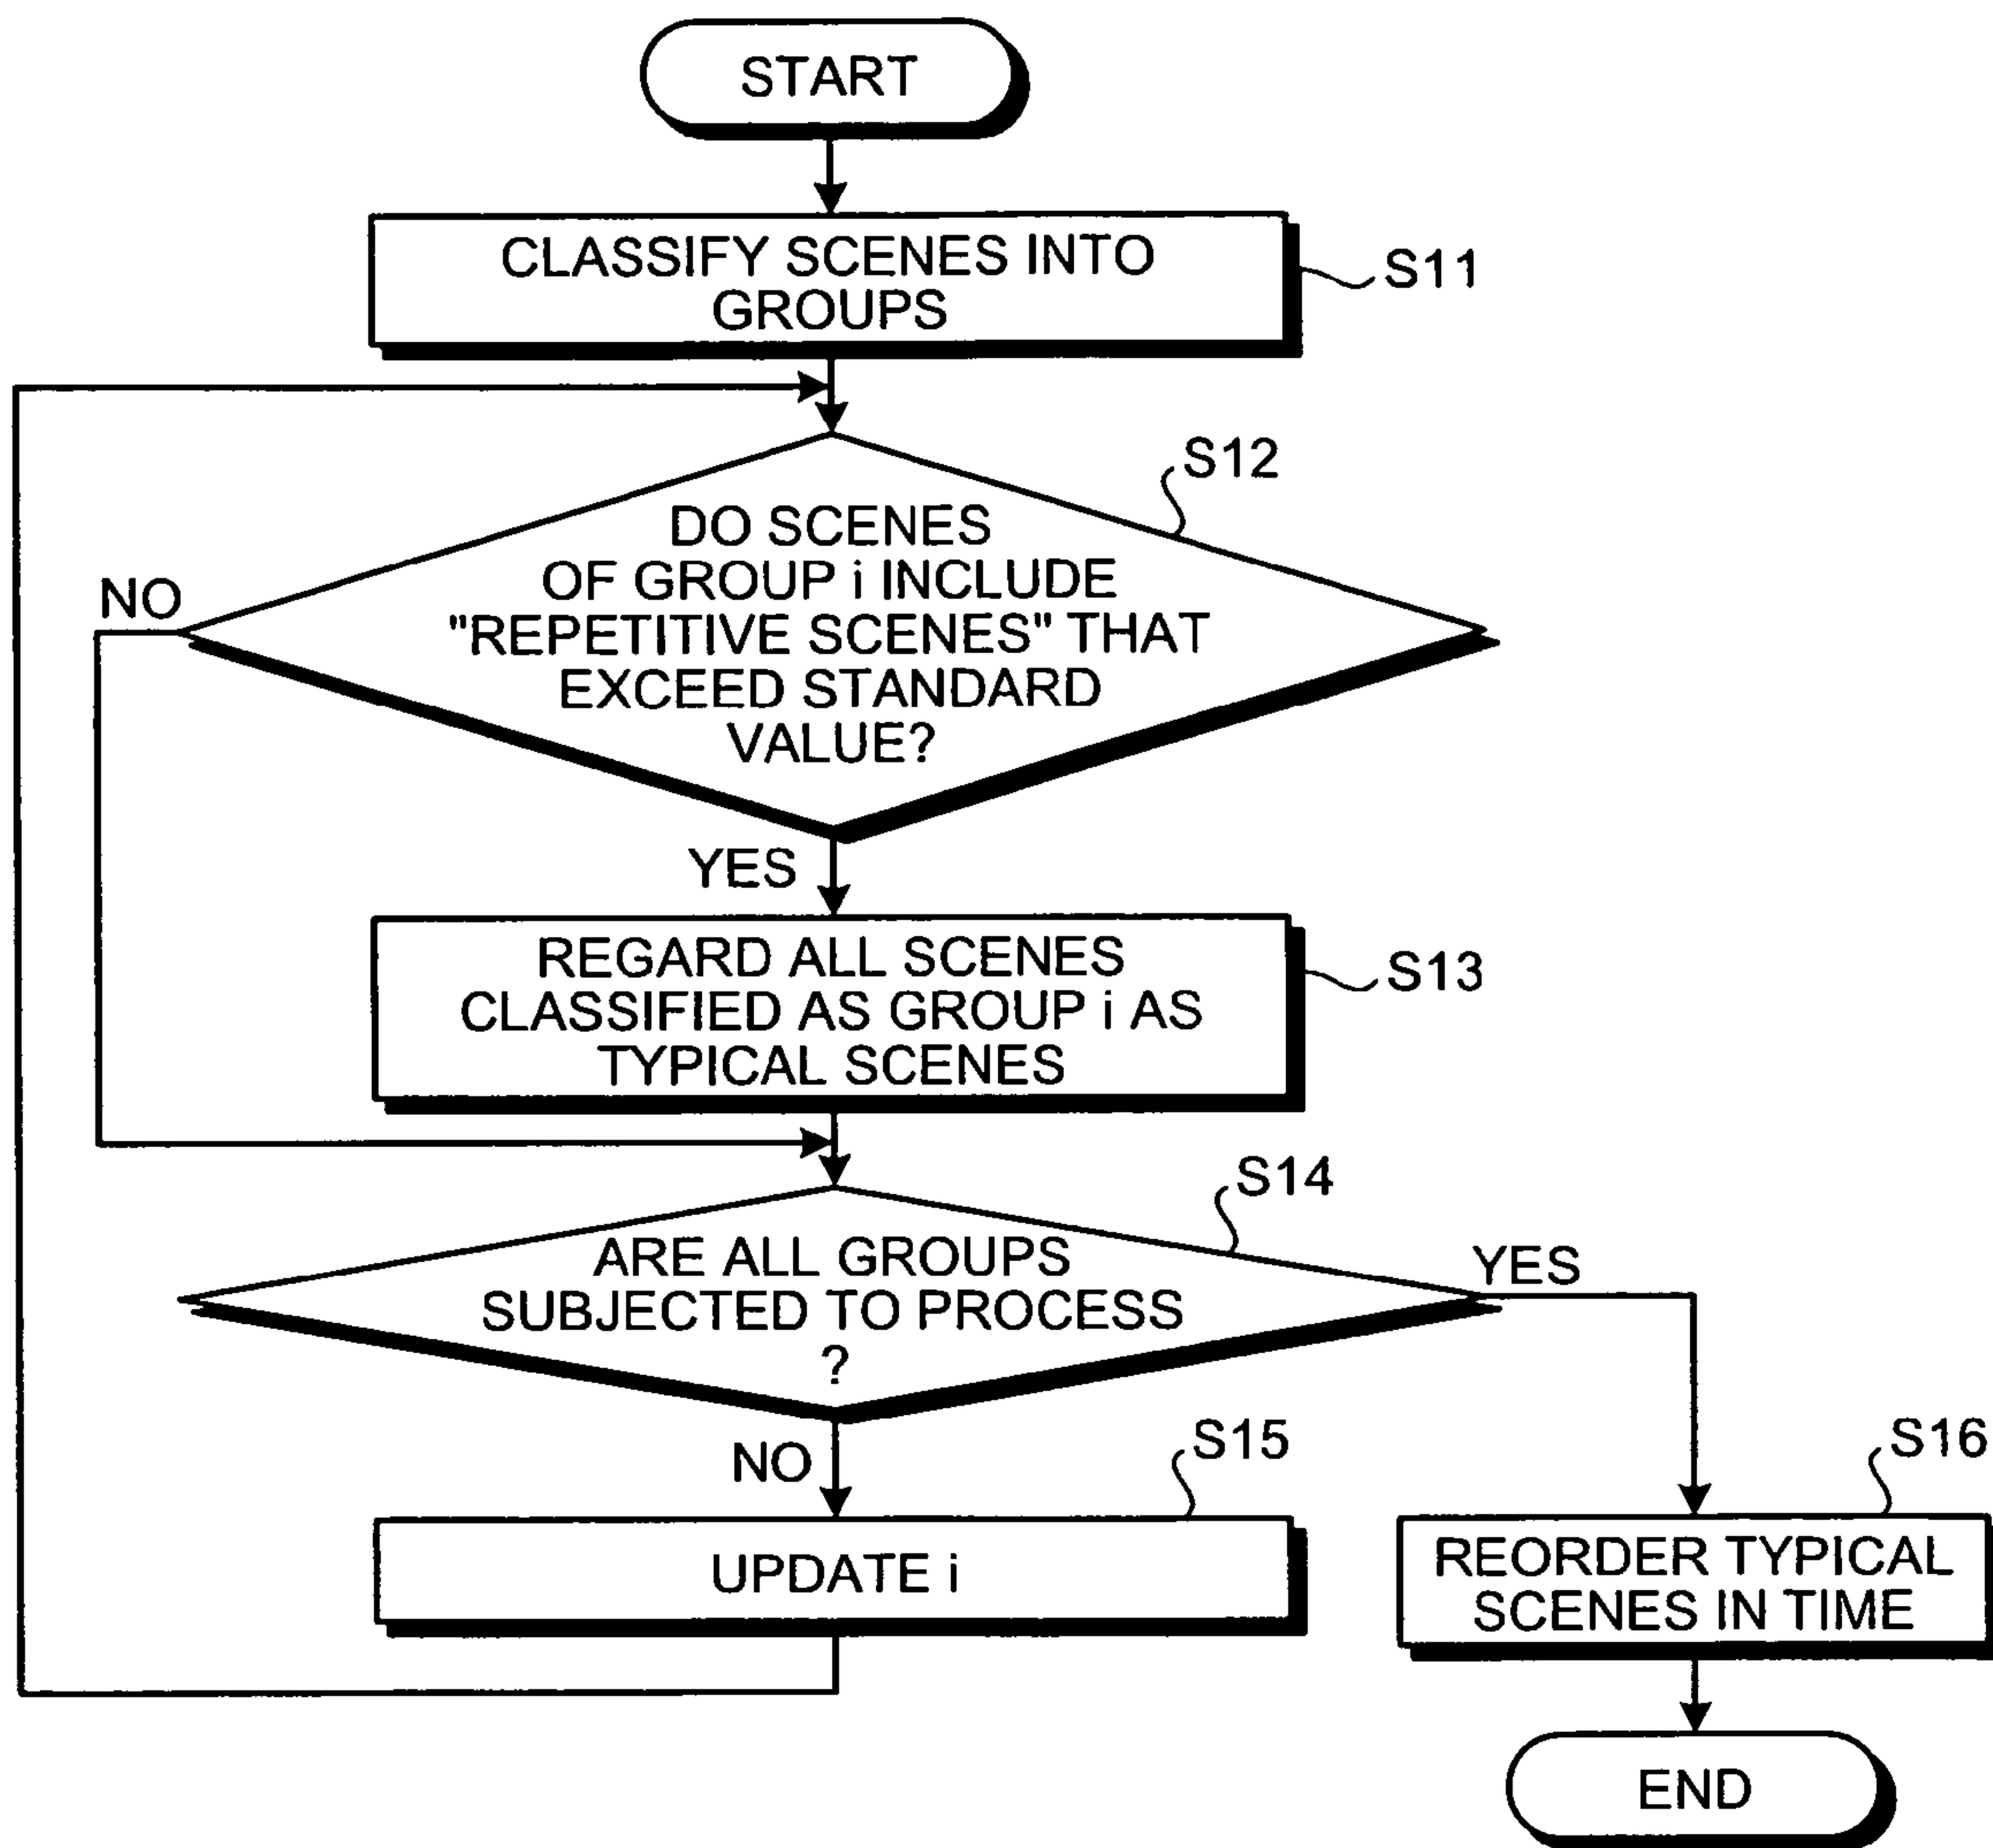 START
CLASSIFY SCENES INTO
GROUPS
S11
S12
DO SCENES
OF GROUP i INCLUDE
"REPETITIVE SCENES" THAT
EXCEED STANDARD
VALUE?
NO
YES
REGARD ALL SCENES
CLASSIFIED AS GROUP i AS
TYPICAL SCENES
S13
S14
ARE ALL GROUPS
SUBJECTED TO PROCESS
?
YES
NO
S15
UPDATE i
S16
REORDER TYPICAL
SCENES IN TIME
END